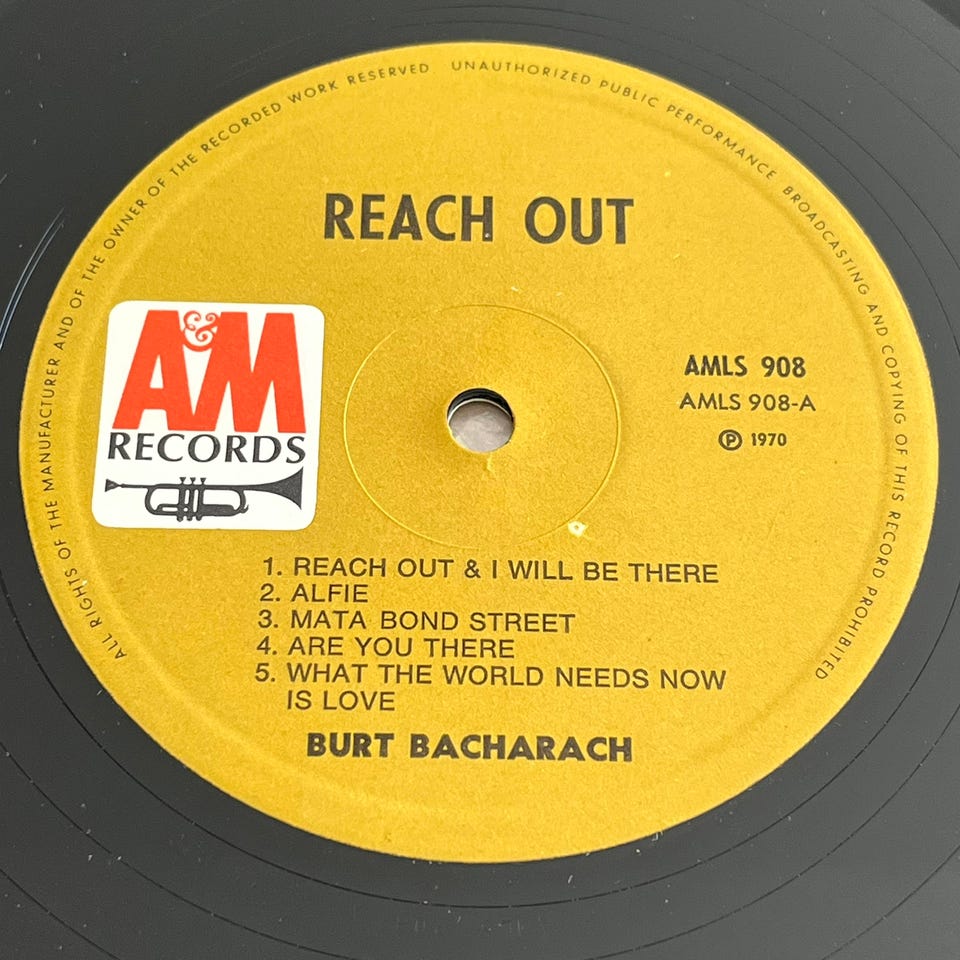 ALL RIGHTS OF THE MANUFACTURER AND OF THE OWNER OF THE RECORDED WORK RESERVED UNAUTHORIZED PUBLIC PERFORMANCE BROADCASTING AND COPYING OF THIS RECORD PROHIBITED
REACH OUT
A&M
RECORDS
AMLS 908
AMLS 908-A
Ⓟ 1970
1. REACH OUT & I WILL BE THERE
2. ALFIE
3. MATA BOND STREET
4. ARE YOU THERE
5. WHAT THE WORLD NEEDS NOW
IS LOVE
BURT BACHARACH